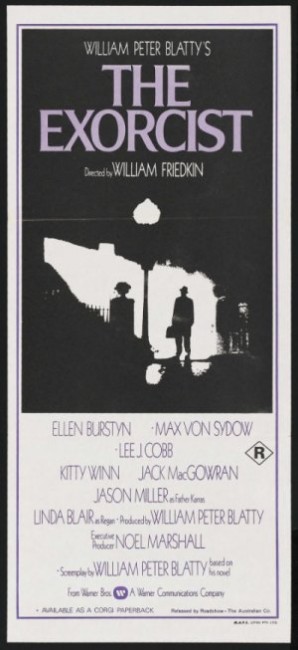 WILLIAM PETER BLATTY'S
THE
EXORCIST
Directed by WILLIAM FRIEDKIN
ELLEN BURSTYN · MAX VON SYDOW
· LEE J. COBB
R
KITTY WINN JACK MacGOWRAN
JASON MILLER as Father Karras
LINDA BLAIR as Regan · Produced by WILLIAM PETER BLATTY
Executive Producer NOEL MARSHALL
· Screenplay by WILLIAM PETER BLATTY based on his novel
From Warner Bros. W A Warner Communications Company
· AVAILABLE AS A CORGI PAPERBACK Released by Roadshow—The Australian Co.